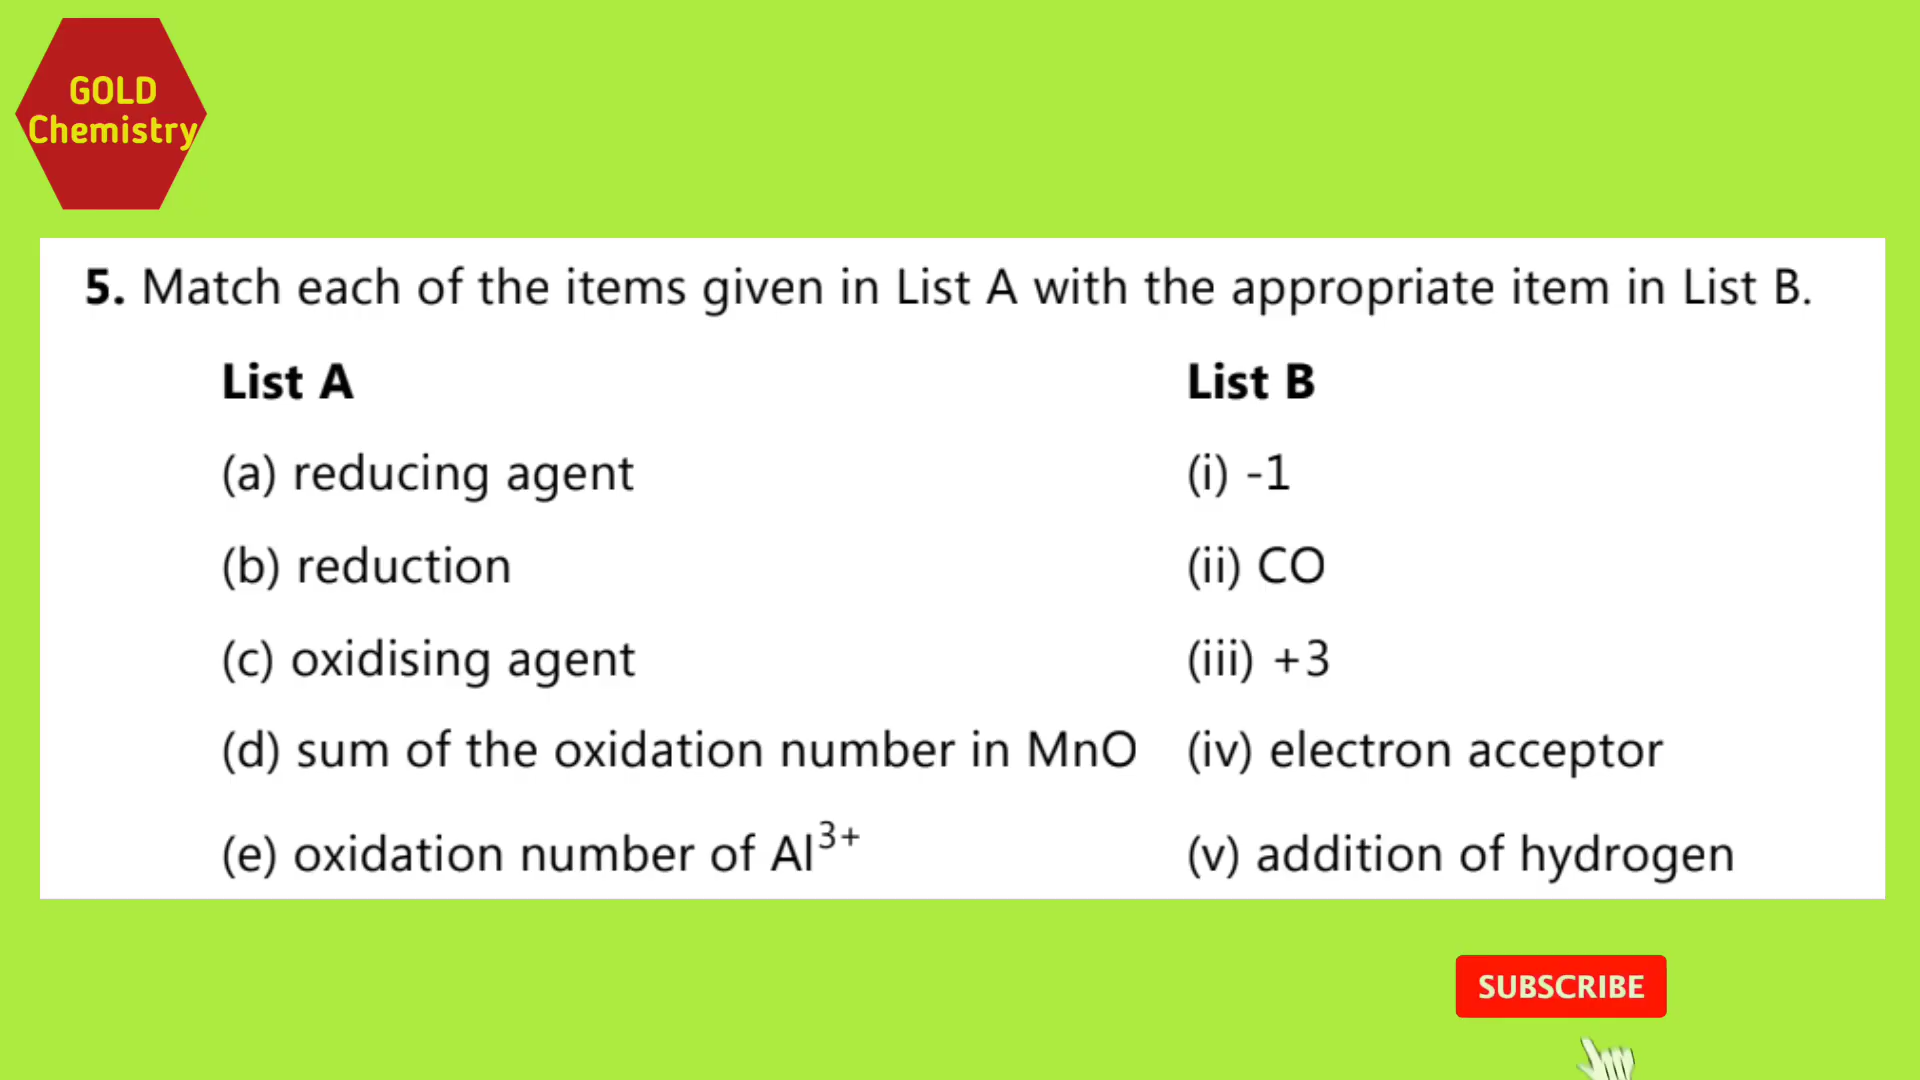 GOLD
Chemistry
5. Match each of the items given in List A with the appropriate item in List B.
List A List B
(a) reducing agent (i) -1
(b) reduction (ii) CO
(c) oxidising agent (iii) +3
(d) sum of the oxidation number in MnO (iv) electron acceptor
(e) oxidation number of Al³⁺ (v) addition of hydrogen
SUBSCRIBE